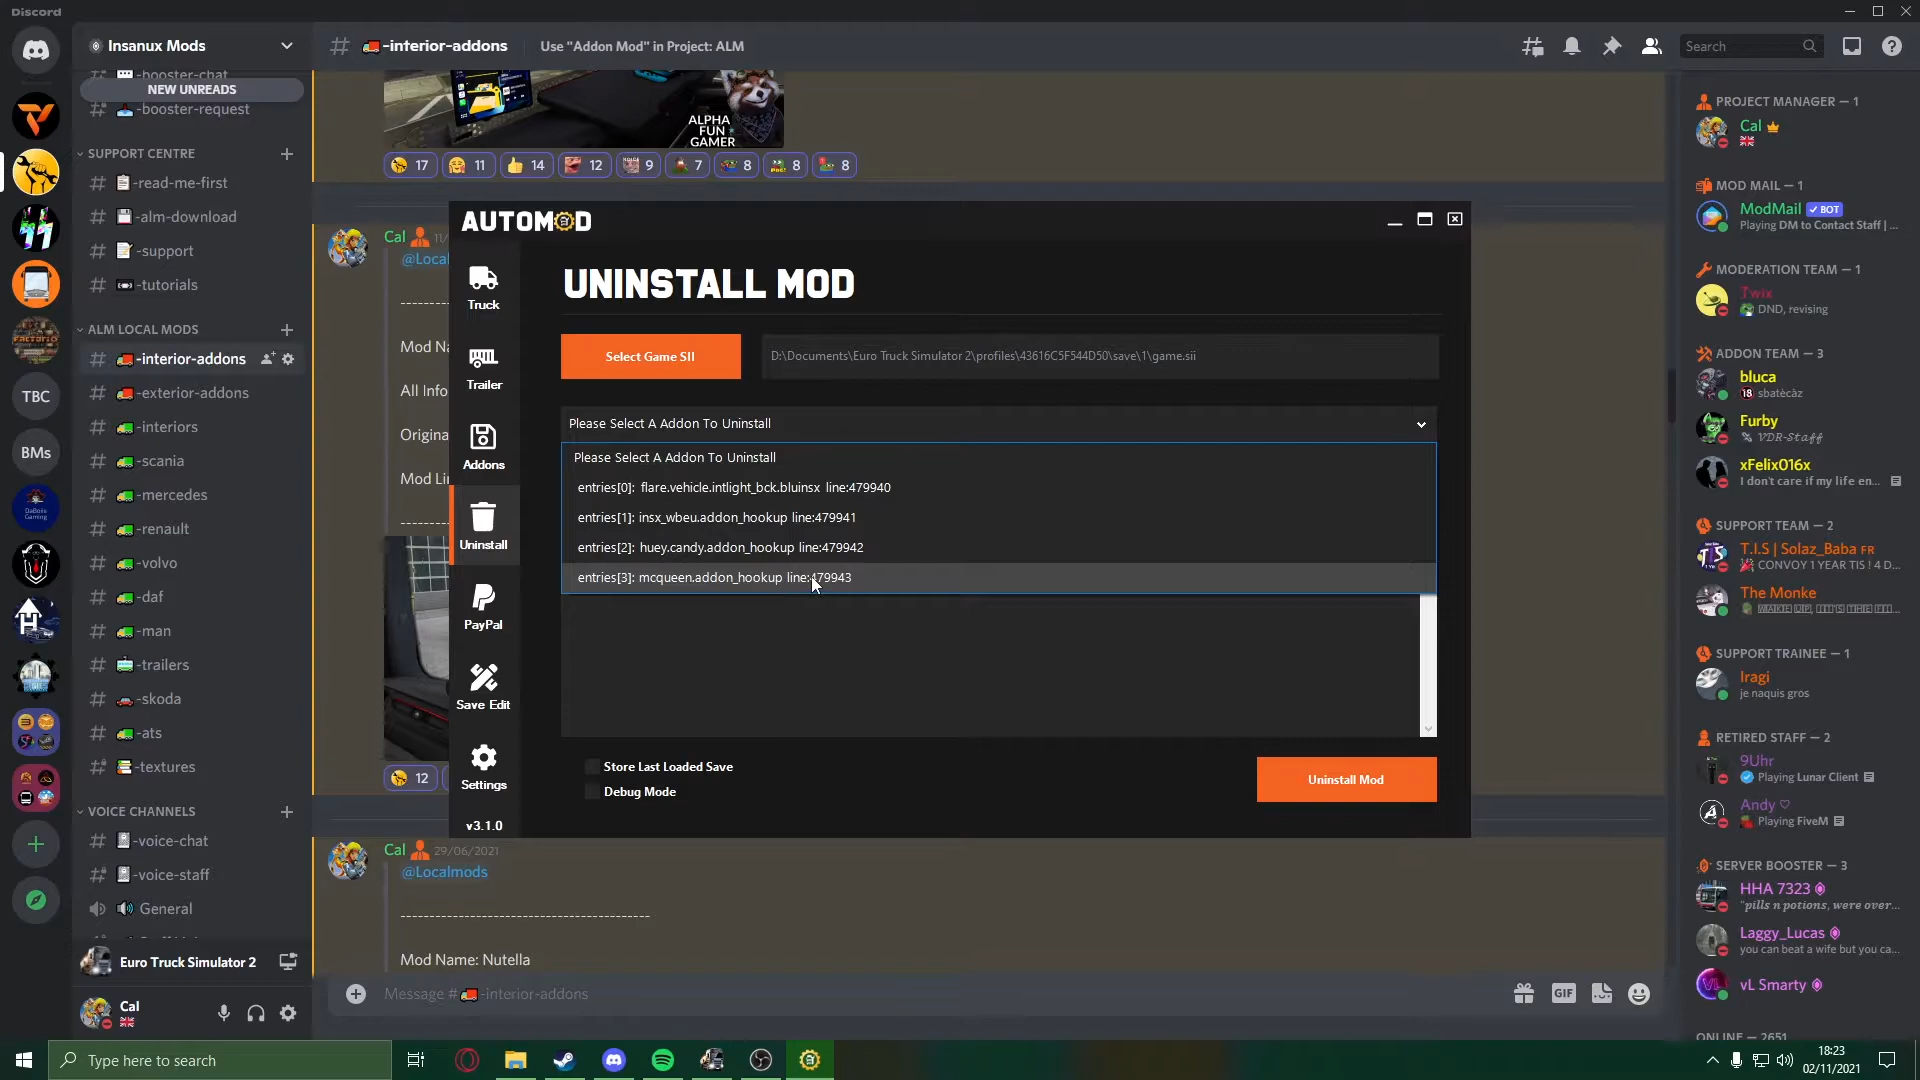 Discord
Insanux Mods
-booster-chat
NEW UNREADS
-booster-request
SUPPORT CENTRE
-read-me-first
-alm-download
-support
-tutorials
ALM LOCAL MODS
-interior-addons
-exterior-addons
-interiors
-scania
-mercedes
-renault
-volvo
-daf
-man
-trailers
-skoda
-ats
-textures
VOICE CHANNELS
-voice-chat
-voice-staff
General
TBC
BMs
Euro Truck Simulator 2
Cal
-interior-addons
Use "Addon Mod" in Project: ALM
Search
ALPHA
FUN
GAMER
17 11 14 12 9 7 8 8 8
Cal 11/
@Local
Mod Na
All Info
Origina
Mod Lin
12
AUTOMOD
Truck
Trailer
Addons
Uninstall
PayPal
Save Edit
Settings
v3.1.0
UNINSTALL MOD
Select Game SII
D:\Documents\Euro Truck Simulator 2\profiles\43616C5F544D50\save\1\game.sii
Please Select A Addon To Uninstall
Please Select A Addon To Uninstall
entries[0]: flare.vehicle.intlight_bck.bluinsx line:479940
entries[1]: insx_wbeu.addon_hookup line:479941
entries[2]: huey.candy.addon_hookup line:479942
entries[3]: mcqueen.addon_hookup line:479943
Store Last Loaded Save
Debug Mode
Uninstall Mod
Cal 29/06/2021
@Localmods
-------------------------------------------
Mod Name: Nutella
Message # -interior-addons
GIF
PROJECT MANAGER — 1
Cal
MOD MAIL — 1
ModMail BOT
Playing DM to Contact Staff | ...
MODERATION TEAM — 1
Twix
DND, revising
ADDON TEAM — 3
bluca
sbatècàz
Furby
VDR-Staff
xFelix016x
I don't care if my life en...
SUPPORT TEAM — 2
T.I.S | Solaz_Baba FR
CONVOY 1 YEAR TIS ! 4 D...
The Monke
SUPPORT TRAINEE — 1
Iragi
je naquis gros
RETIRED STAFF — 2
9Uhr
Playing Lunar Client
Andy ♡
Playing FiveM
SERVER BOOSTER — 3
HHA 7323
"pills n potions, were over...
Laggy_Lucas
you can beat a wife but you ca...
vL Smarty
ONLINE — 2651
Type here to search
18:23
02/11/2021